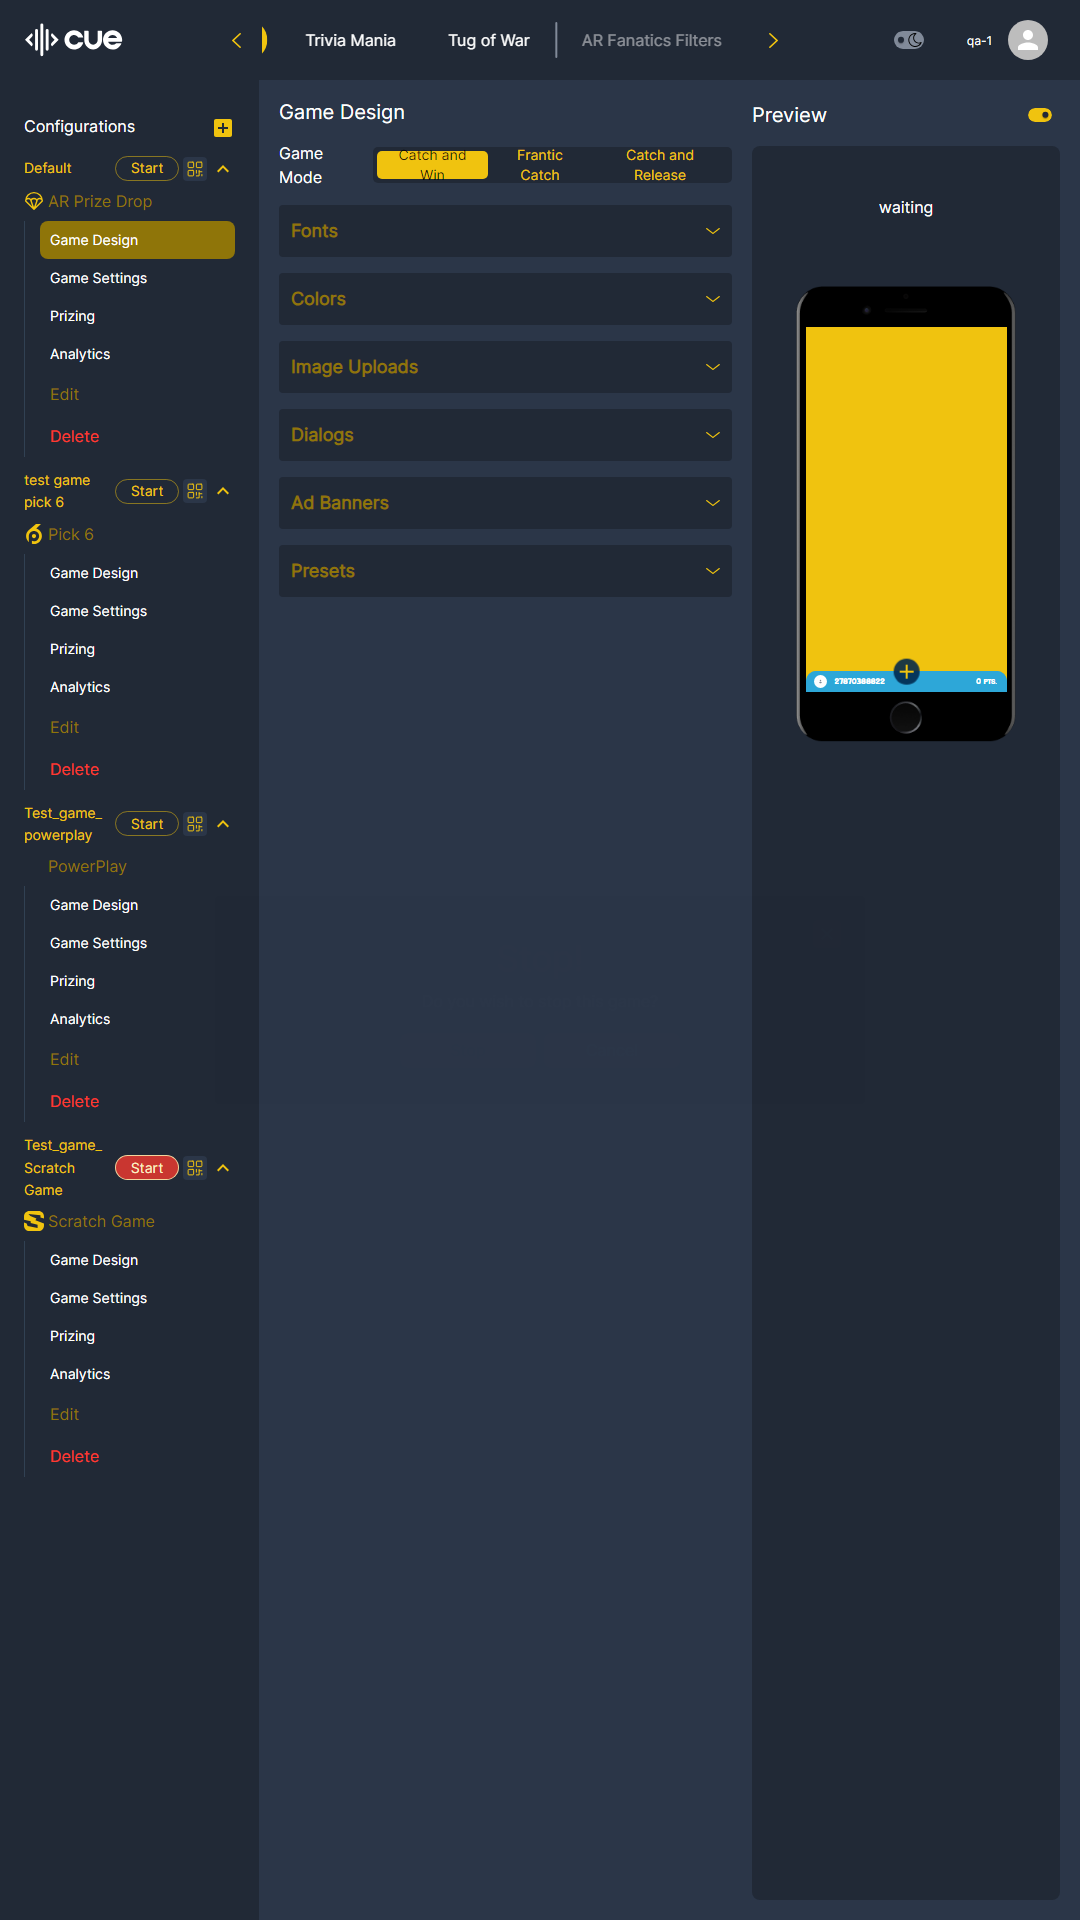 cue
Trivia Mania
Tug of War
AR Fanatics Filters
qa-1
Configurations
Default
Start
AR Prize Drop
Game Design
Game Settings
Prizing
Analytics
Edit
Delete
test game
pick 6
Start
Pick 6
Game Design
Game Settings
Prizing
Analytics
Edit
Delete
Test_game_
powerplay
Start
PowerPlay
Game Design
Game Settings
Prizing
Analytics
Edit
Delete
Test_game_
Scratch
Game
Start
Scratch Game
Game Design
Game Settings
Prizing
Analytics
Edit
Delete
Game Design
Game
Mode
Catch and
Win
Frantic
Catch
Catch and
Release
Fonts
Colors
Image Uploads
Dialogs
Ad Banners
Presets
Preview
waiting
0 PTS.